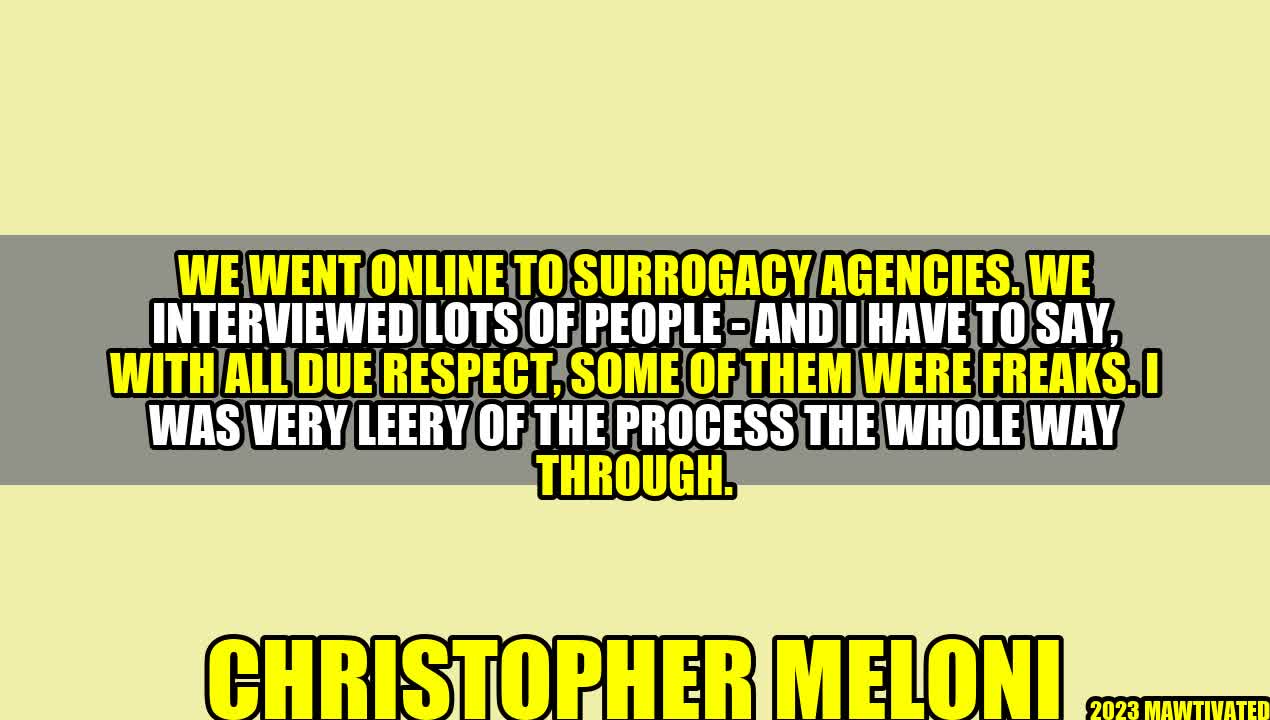 WE WENT ONLINE TO SURROGACY AGENCIES. WE
INTERVIEWED LOTS OF PEOPLE - AND I HAVE TO SAY,
WITH ALL DUE RESPECT, SOME OF THEM WERE FREAKS. I
WAS VERY LEERY OF THE PROCESS THE WHOLE WAY
THROUGH.
CHRISTOPHER MELONI
2023 MAWTIVATED